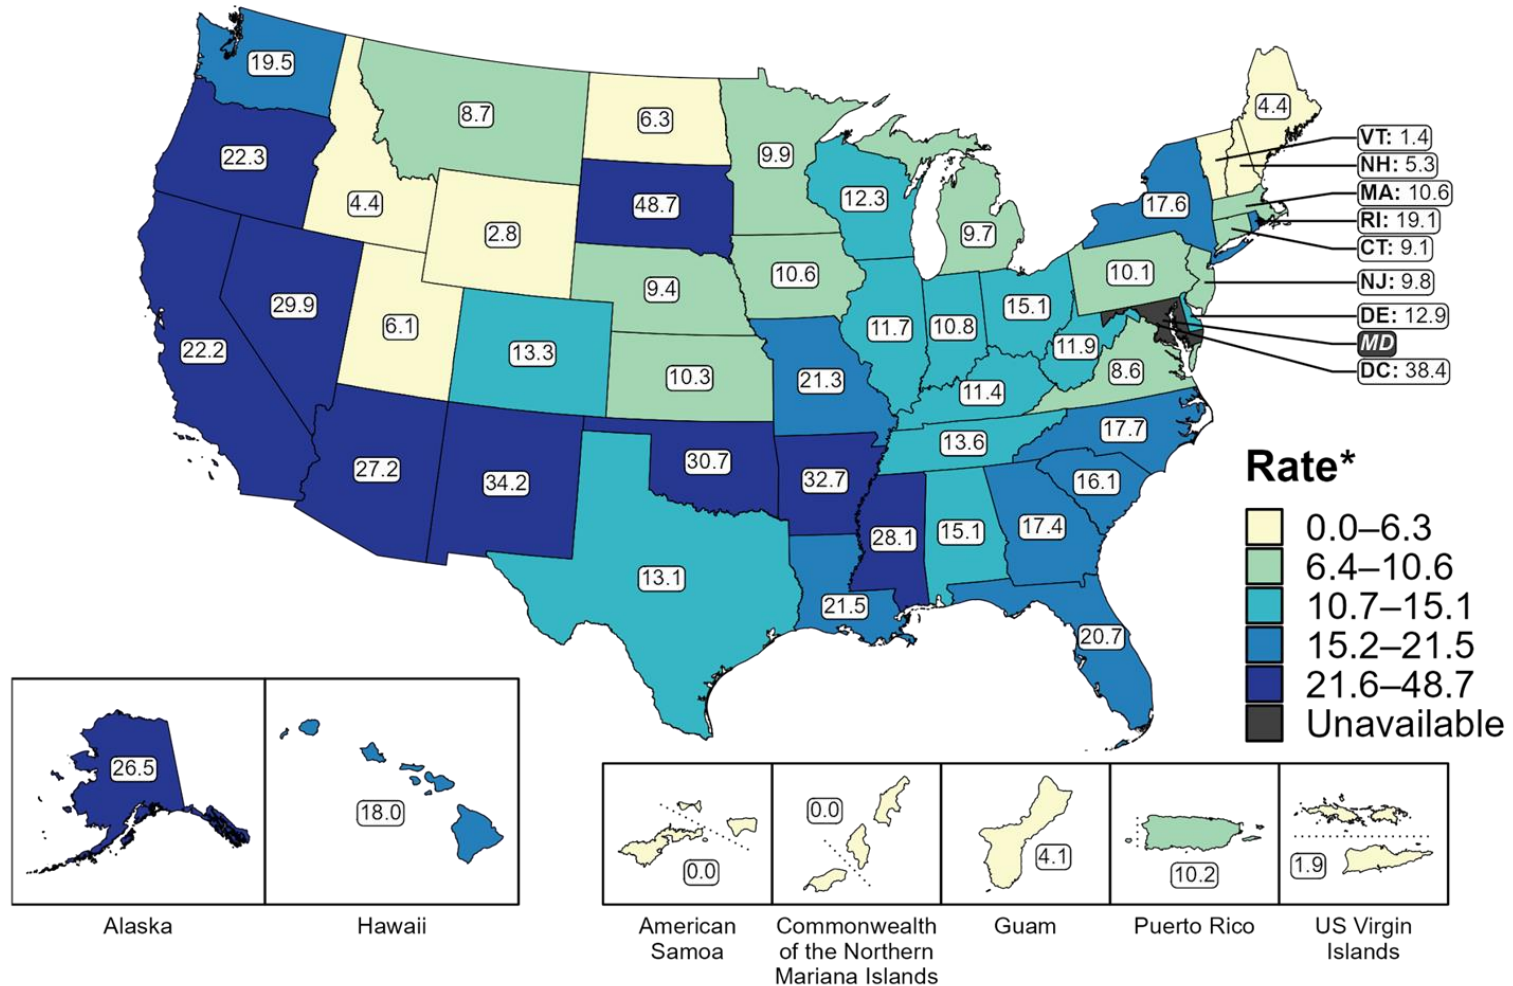 19.5
8.7
6.3
9.9
4.4
22.3
4.4
2.8
48.7
12.3
9.7
17.6
VT: 1.4
NH: 5.3
MA: 10.6
RI: 19.1
CT: 9.1
NJ: 9.8
DE: 12.9
MD
DC: 38.4
22.2
29.9
6.1
13.3
9.4
10.6
11.7
10.8
15.1
10.1
11.9
8.6
10.3
21.3
11.4
27.2
34.2
30.7
32.7
13.6
17.7
16.1
13.1
21.5
28.1
15.1
17.4
20.7
Rate*
0.0–6.3
6.4–10.6
10.7–15.1
15.2–21.5
21.6–48.7
Unavailable
26.5
18.0
0.0
0.0
4.1
10.2
1.9
Alaska
Hawaii
American
Samoa
Commonwealth
of the Northern
Mariana Islands
Guam
Puerto Rico
US Virgin
Islands